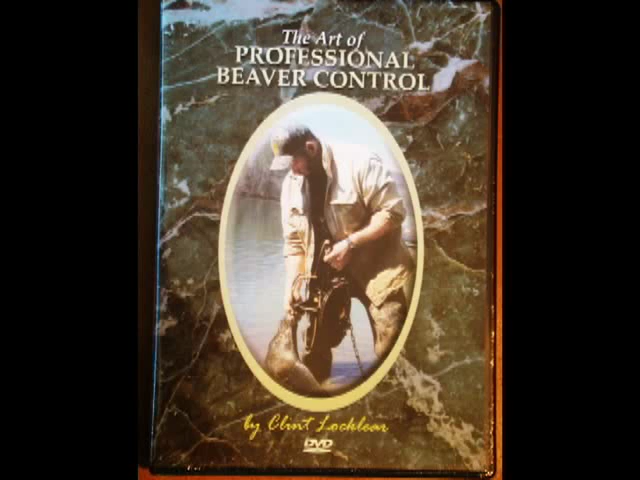 The Art of
PROFESSIONAL
BEAVER CONTROL
by Clint Locklear
DVD